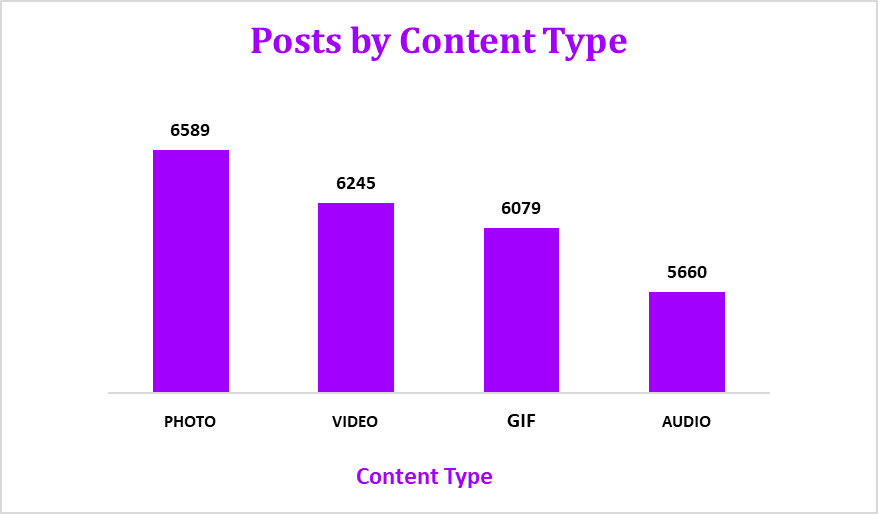 Posts by Content Type
6589
6245
6079
5660
PHOTO
VIDEO
GIF
AUDIO
Content Type